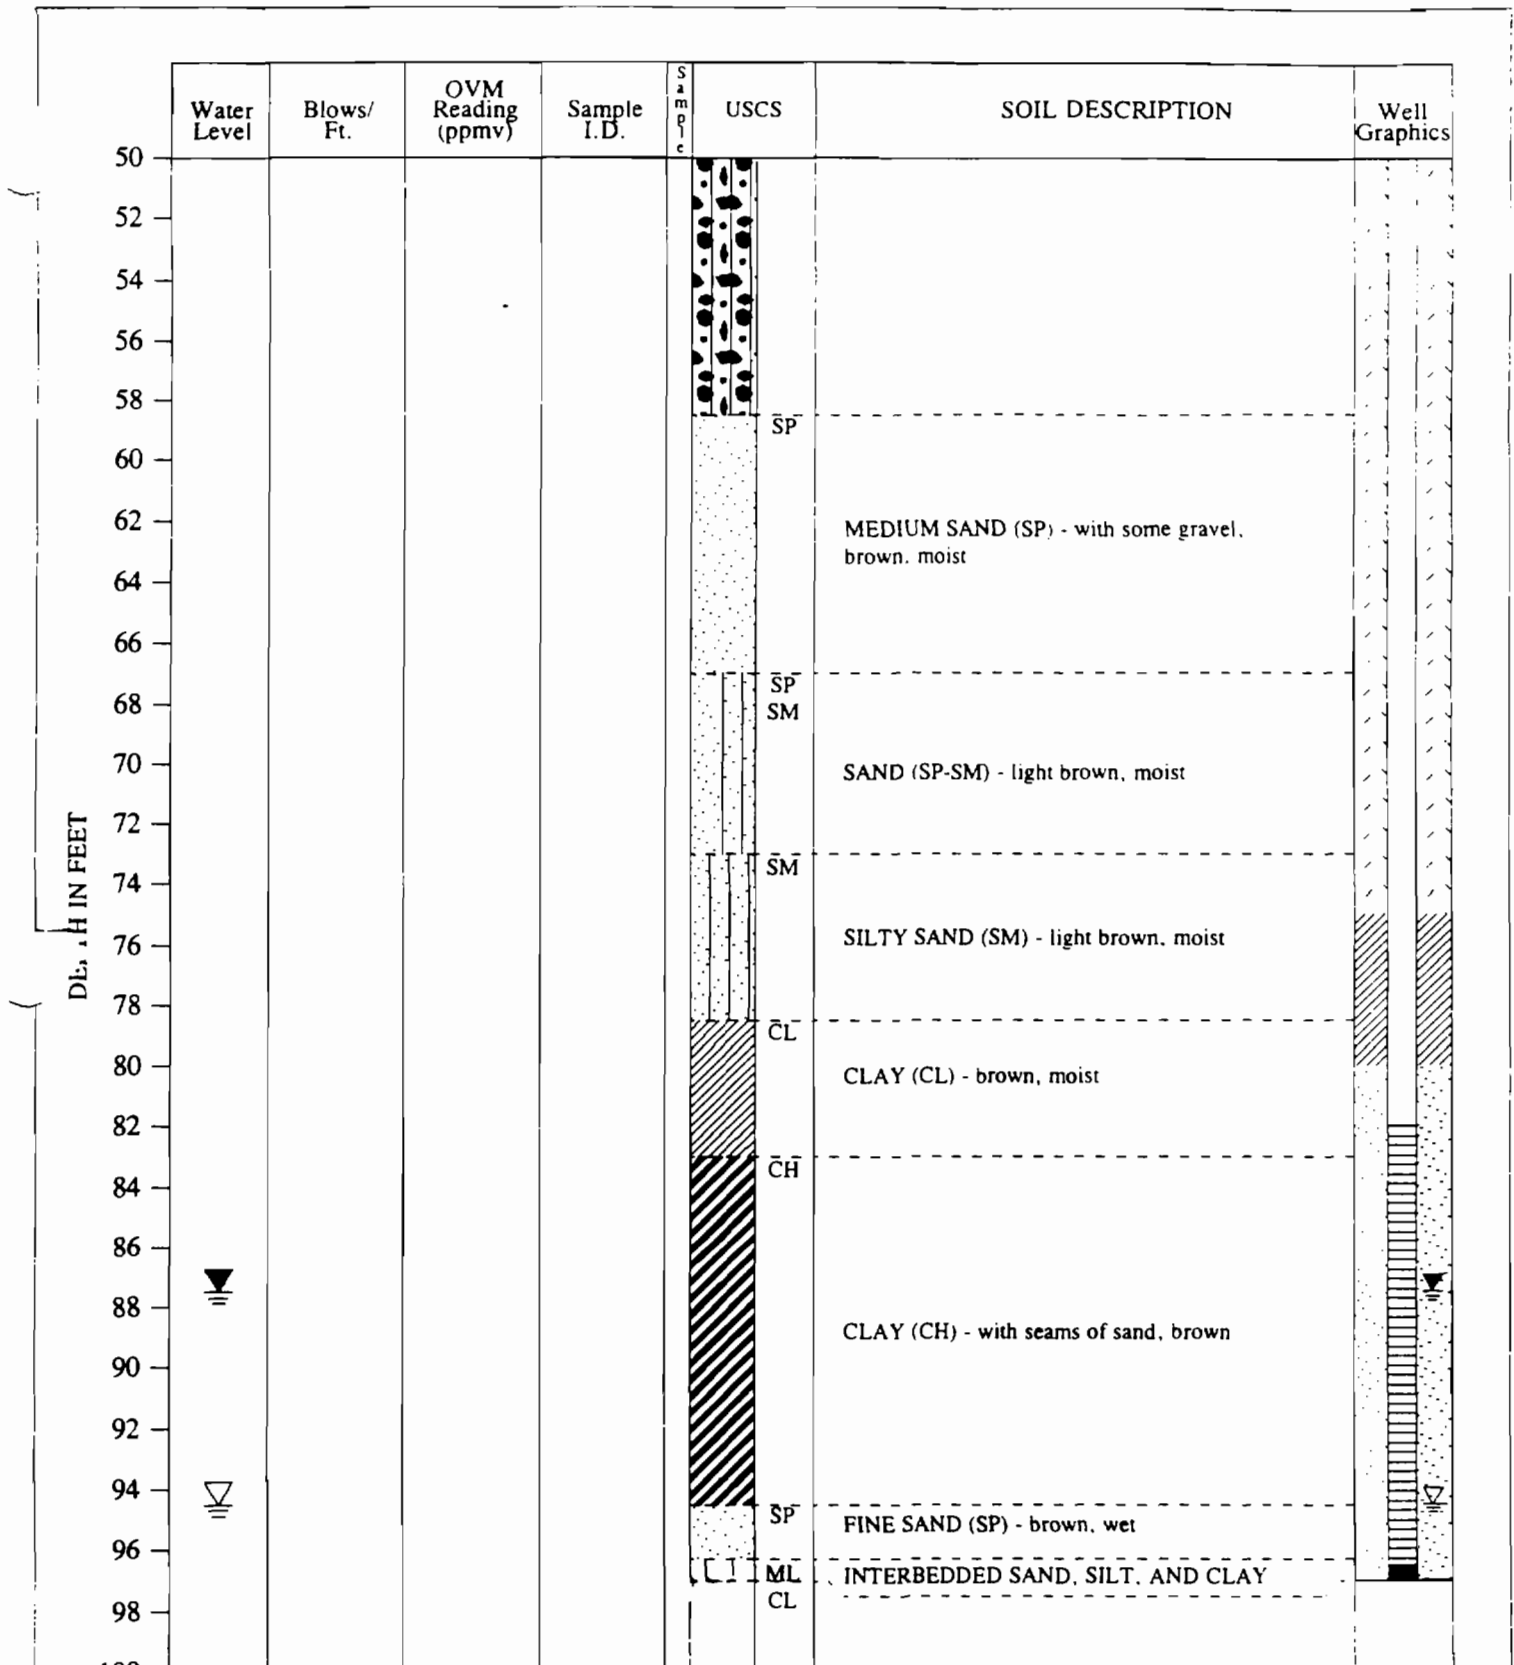 Water
Level
Blows/
Ft.
OVM
Reading
(ppmv)
Sample
I.D.
Sample
USCS
SOIL DESCRIPTION
Well
Graphics
50
52
54
56
58
SP
60
62
MEDIUM SAND (SP) - with some gravel,
brown. moist
64
66
SP
68
SM
70
SAND (SP-SM) - light brown, moist
72
SM
74
IN FEET
76
SILTY SAND (SM) - light brown, moist
78
CL
80
CLAY (CL) - brown, moist
82
CH
84
86
88
CLAY (CH) - with seams of sand, brown
90
92
94
SP
FINE SAND (SP) - brown, wet
96
ML
INTERBEDDED SAND, SILT, AND CLAY
CL
98